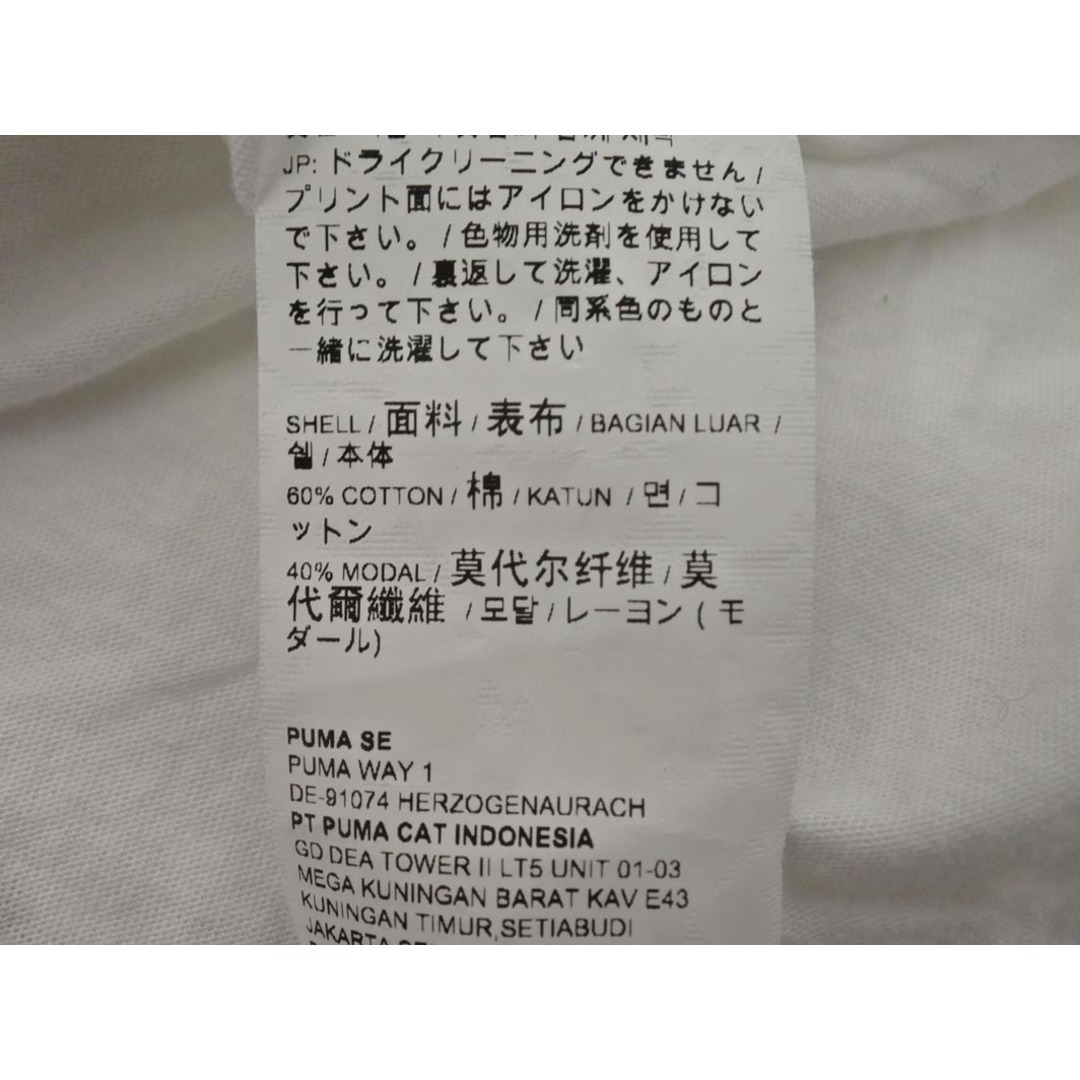 JP: ドライクリーニングできません /
プリント面にはアイロンをかけない
で下さい。 / 色物用洗剤を使用して
下さい。 / 裏返して洗濯、アイロン
を行って下さい。 / 同系色のものと
一緒に洗濯して下さい
SHELL / 面料 / 表布 / BAGIAN LUAR /
쉘 / 本体
60% COTTON / 棉 / KATUN / 면 / コ
ットン
40% MODAL / 莫代尔纤维 / 莫
代爾纖維 / 모달 / レーヨン ( モ
ダール)
PUMA SE
PUMA WAY 1
DE-91074 HERZOGENAURACH
PT PUMA CAT INDONESIA
GD DEA TOWER II LT5 UNIT 01-03
MEGA KUNINGAN BARAT KAV E43
KUNINGAN TIMUR,SETIABUDI
JAKARTA